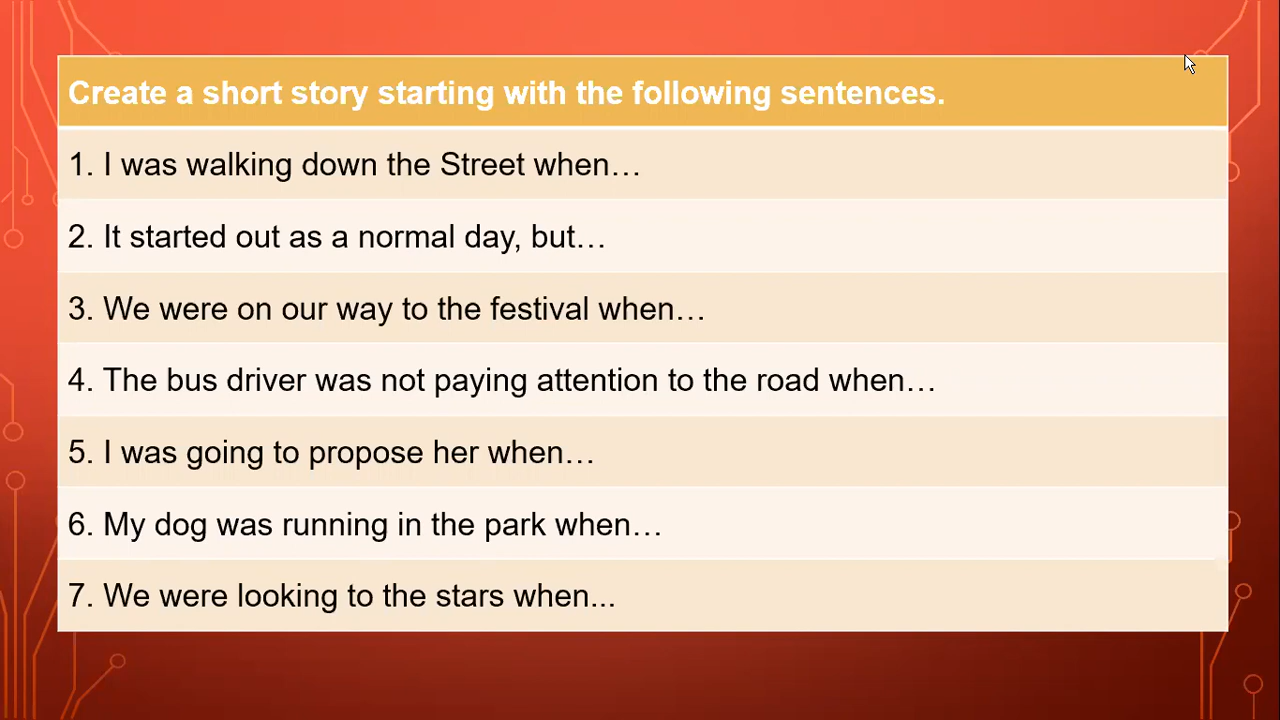 Create a short story starting with the following sentences.
1. I was walking down the Street when…
2. It started out as a normal day, but…
3. We were on our way to the festival when…
4. The bus driver was not paying attention to the road when…
5. I was going to propose her when…
6. My dog was running in the park when…
7. We were looking to the stars when...